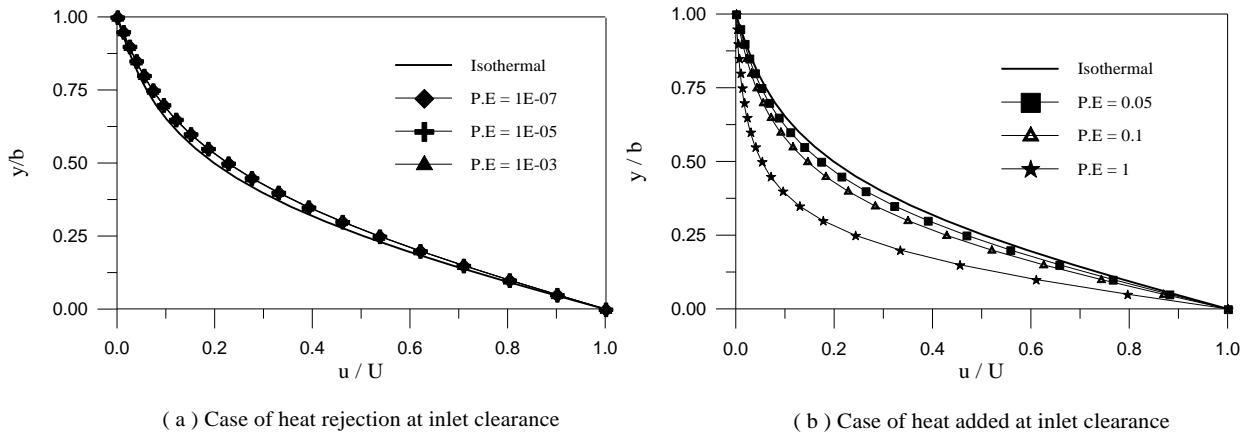 1.00
0.75
0.50
0.25
0.00
y/b
0.0 0.2 0.4 0.6 0.8 1.0
u / U
Isothermal
P.E = 1E-07
P.E = 1E-05
P.E = 1E-03
( a ) Case of heat rejection at inlet clearance
1.00
0.75
0.50
0.25
0.00
y / b
0.0 0.2 0.4 0.6 0.8 1.0
u / U
Isothermal
P.E = 0.05
P.E = 0.1
P.E = 1
( b ) Case of heat added at inlet clearance